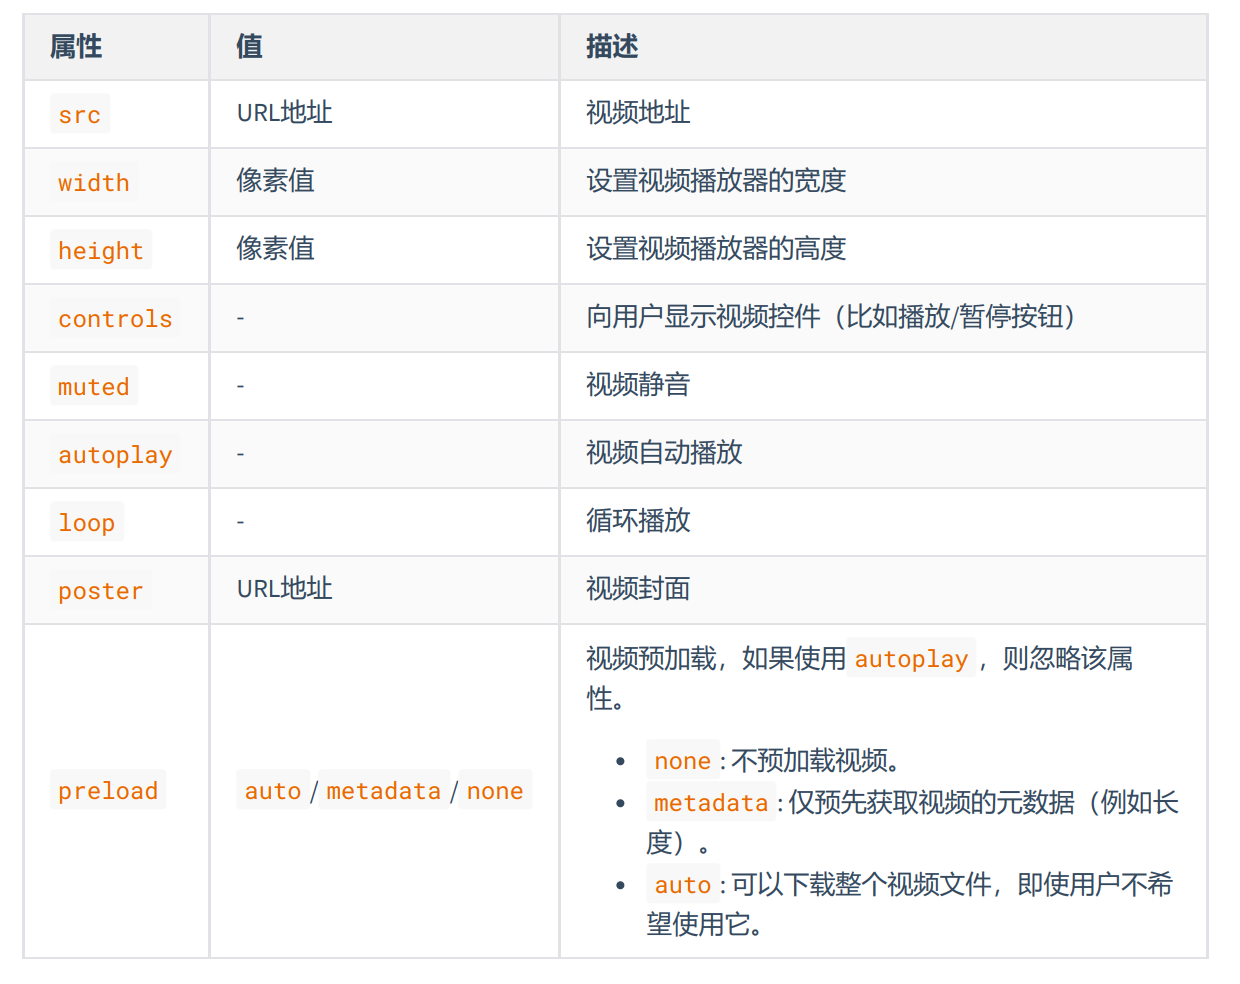 属性 值 描述
src URL地址 视频地址
width 像素值 设置视频播放器的宽度
height 像素值 设置视频播放器的高度
controls - 向用户显示视频控件（比如播放/暂停按钮）
muted - 视频静音
autoplay - 视频自动播放
loop - 循环播放
poster URL地址 视频封面
preload auto / metadata / none
视频预加载，如果使用 autoplay ，则忽略该属
性。
• none : 不预加载视频。
• metadata : 仅预先获取视频的元数据（例如长
度）。
• auto : 可以下载整个视频文件，即使用户不希
望使用它。